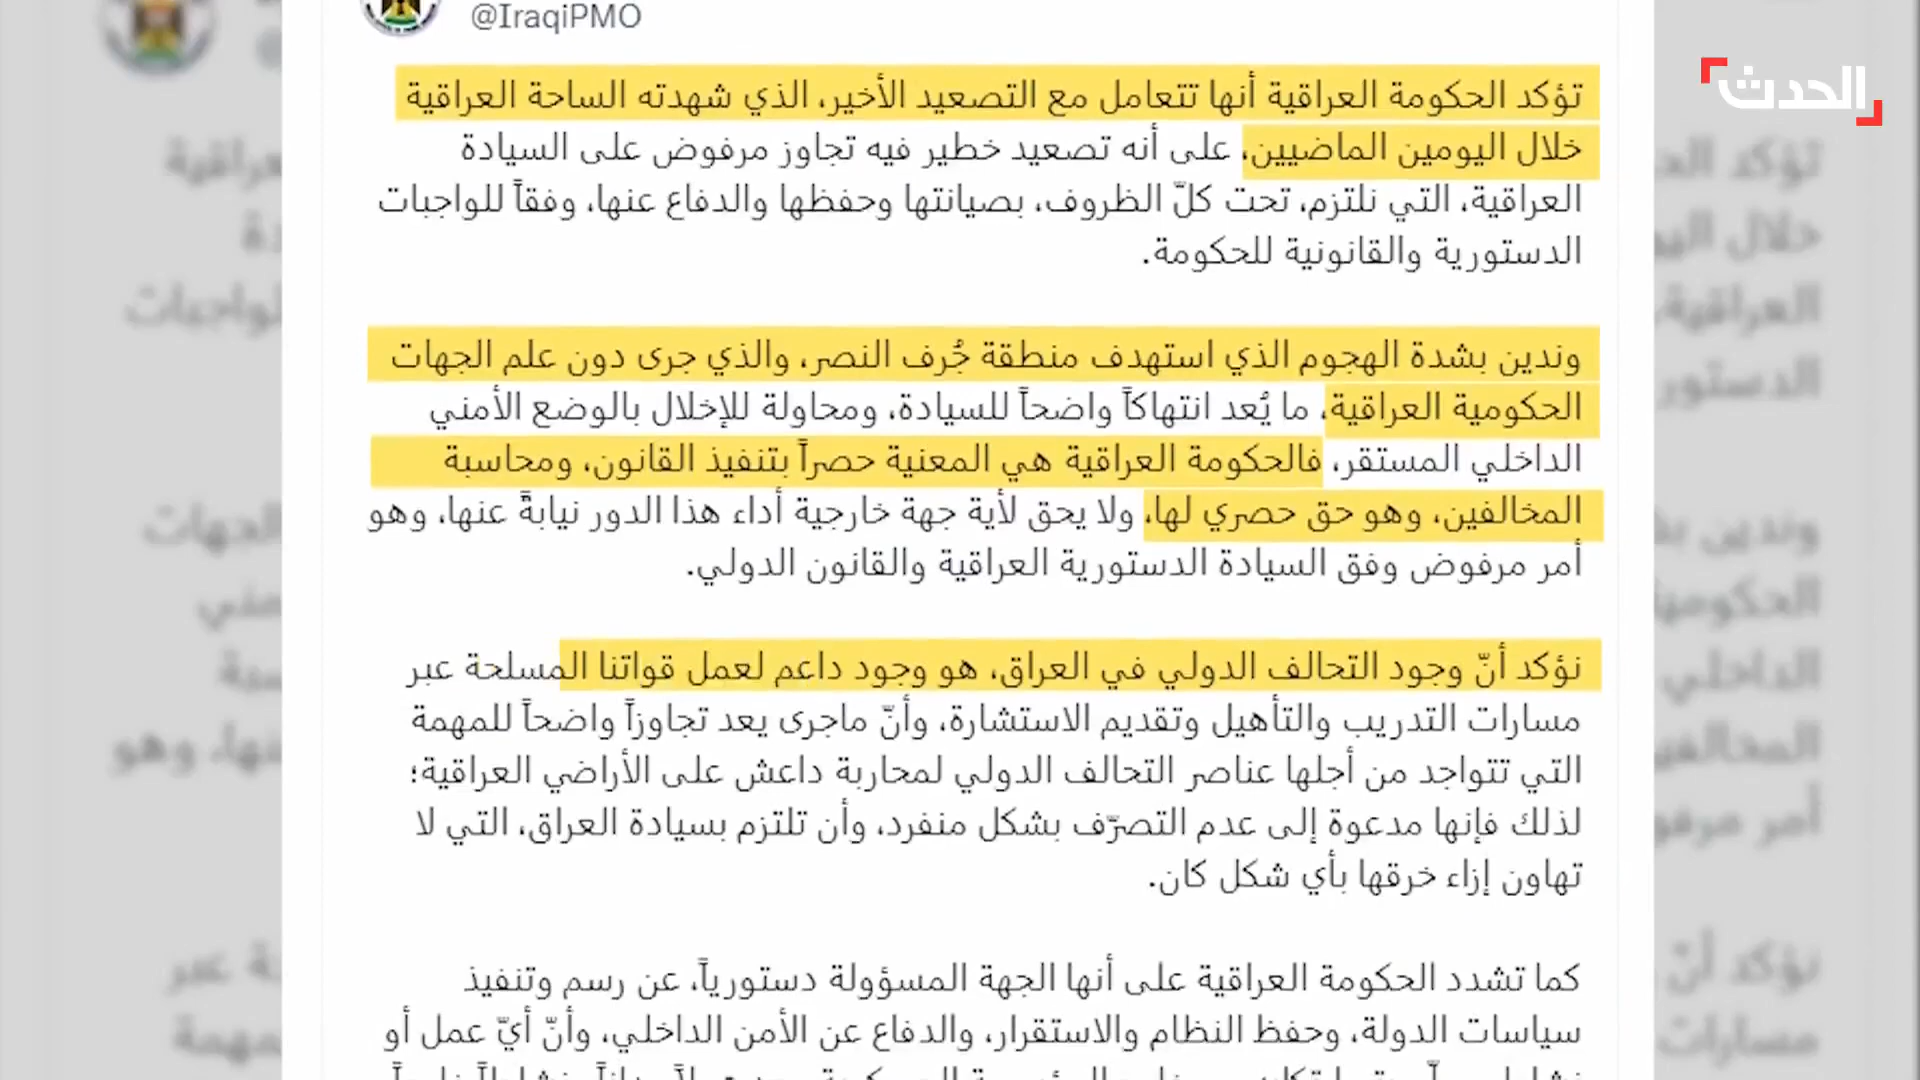 @IraqiPMO
الحدث
تؤكد الحكومة العراقية أنها تتعامل مع التصعيد الأخير، الذي شهدته الساحة العراقية
خلال اليومين الماضيين، على أنه تصعيد خطير فيه تجاوز مرفوض على السيادة
العراقية، التي نلتزم، تحت كلّ الظروف، بصيانتها وحفظها والدفاع عنها، وفقاً للواجبات
الدستورية والقانونية للحكومة.
وندين بشدة الهجوم الذي استهدف منطقة جُرف النصر، والذي جرى دون علم الجهات
الحكومية العراقية، ما يُعد انتهاكاً واضحاً للسيادة، ومحاولة للإخلال بالوضع الأمني
الداخلي المستقر، فالحكومة العراقية هي المعنية حصراً بتنفيذ القانون، ومحاسبة
المخالفين، وهو حق حصري لها، ولا يحق لأية جهة خارجية أداء هذا الدور نيابةً عنها، وهو
أمر مرفوض وفق السيادة الدستورية العراقية والقانون الدولي.
نؤكد أنّ وجود التحالف الدولي في العراق، هو وجود داعم لعمل قواتنا المسلحة عبر
مسارات التدريب والتأهيل وتقديم الاستشارة، وأنّ ماجرى يعد تجاوزاً واضحاً للمهمة
التي تتواجد من أجلها عناصر التحالف الدولي لمحاربة داعش على الأراضي العراقية؛
لذلك فإنها مدعوة إلى عدم التصرّف بشكل منفرد، وأن تلتزم بسيادة العراق، التي لا
تهاون إزاء خرقها بأي شكل كان.
كما تشدد الحكومة العراقية على أنها الجهة المسؤولة دستورياً، عن رسم وتنفيذ
سياسات الدولة، وحفظ النظام والاستقرار، والدفاع عن الأمن الداخلي، وأنّ أيّ عمل أو